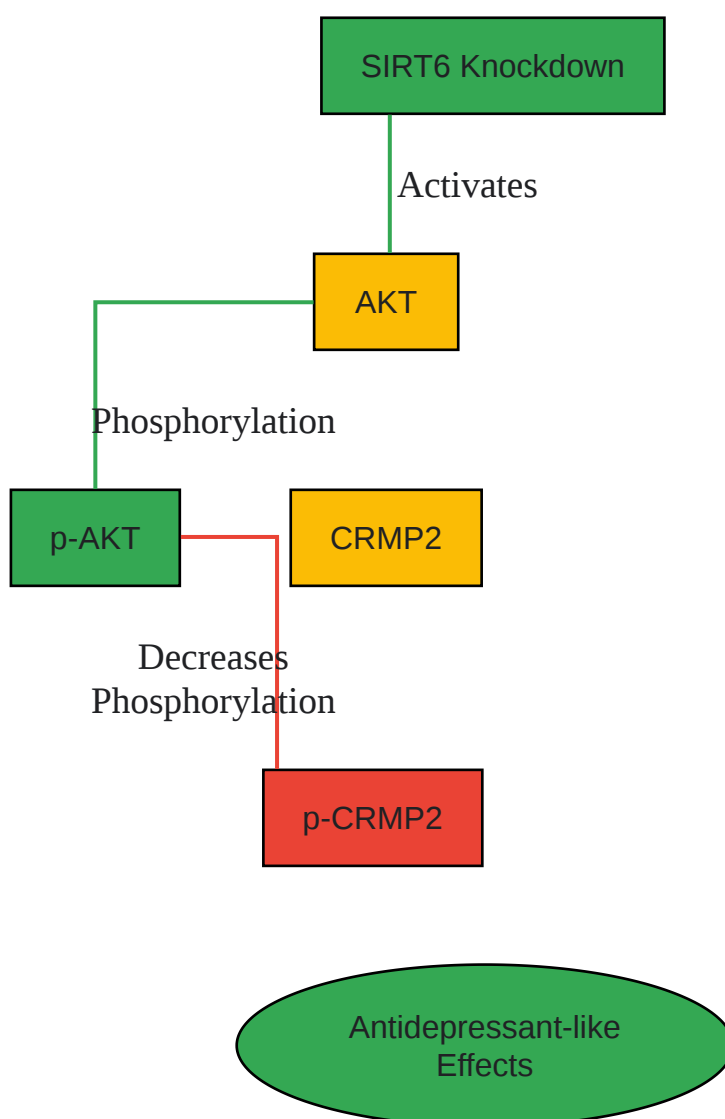 SIRT6 Knockdown
Activates
AKT
Phosphorylation
p-AKT
CRMP2
Decreases
Phosphorylation
p-CRMP2
Antidepressant-like
Effects